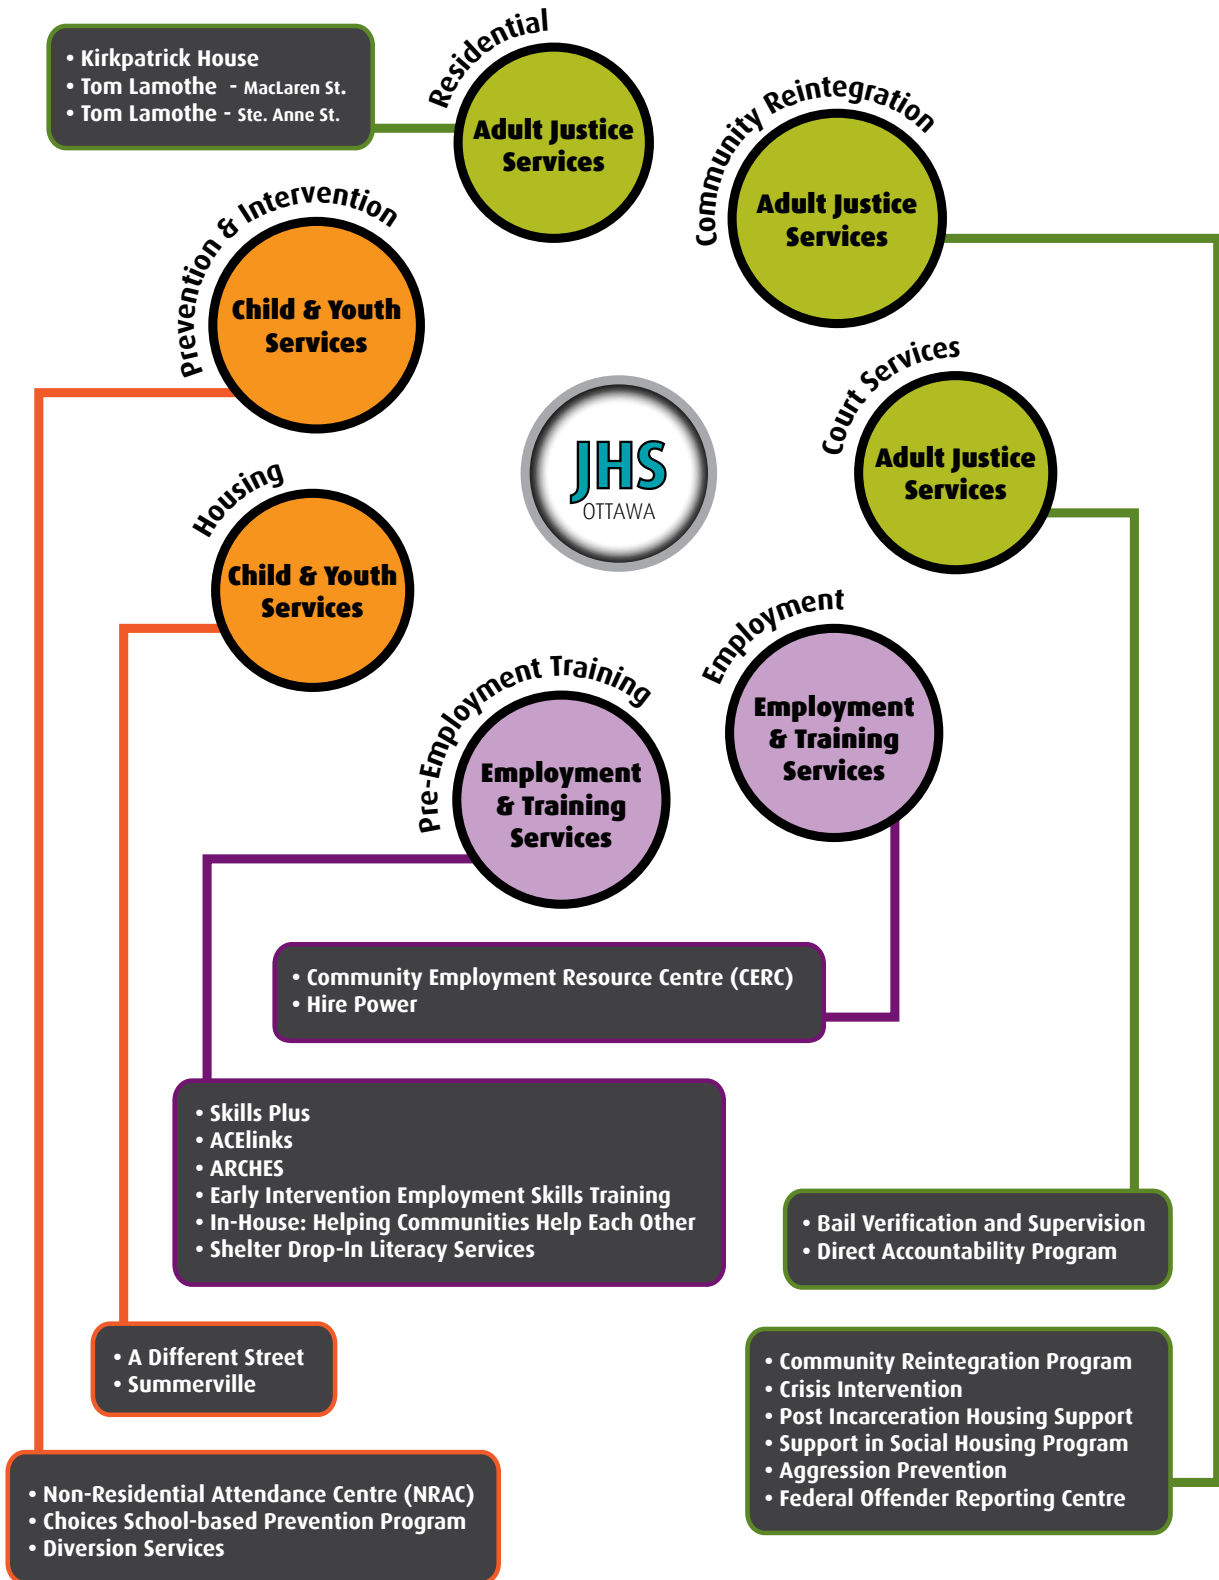 • Kirkpatrick House
• Tom Lamothe - MacLaren St.
• Tom Lamothe - Ste. Anne St.
Residential
Adult Justice
Services
Community Reintegration
Adult Justice
Services
Prevention & Intervention
Child & Youth
Services
Court Services
Adult Justice
Services
JHS
OTTAWA
Housing
Child & Youth
Services
Employment
Employment
& Training
Services
Pre-Employment Training
Employment
& Training
Services
• Community Employment Resource Centre (CERC)
• Hire Power
• Skills Plus
• ACElinks
• ARCHES
• Early Intervention Employment Skills Training
• In-House: Helping Communities Help Each Other
• Shelter Drop-In Literacy Services
• Bail Verification and Supervision
• Direct Accountability Program
• A Different Street
• Summerville
• Community Reintegration Program
• Crisis Intervention
• Post Incarceration Housing Support
• Support in Social Housing Program
• Aggression Prevention
• Federal Offender Reporting Centre
• Non-Residential Attendance Centre (NRAC)
• Choices School-based Prevention Program
• Diversion Services